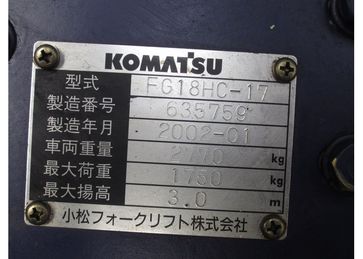 KOMATSU
型式 FG18HC-17
製造番号 635759
製造年月 2002-01
車両重量 2770 kg
最大荷重 1750 kg
最大揚高 3.0 m
小松フォークリフト株式会社